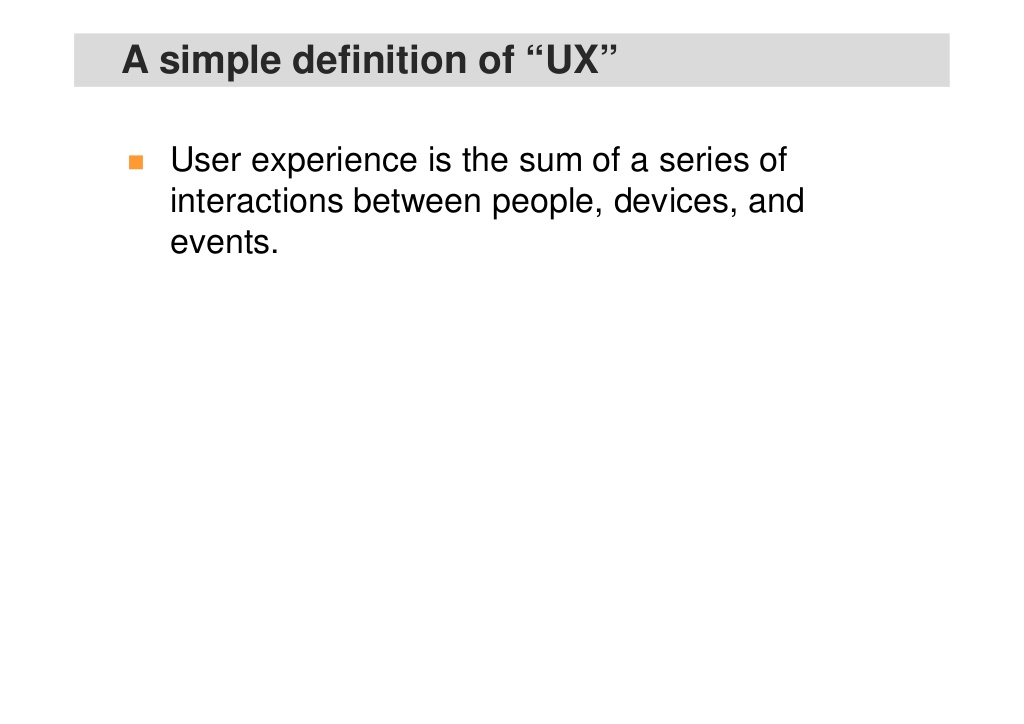 A simple definition of “UX”
User experience is the sum of a series of
interactions between people, devices, and
events.